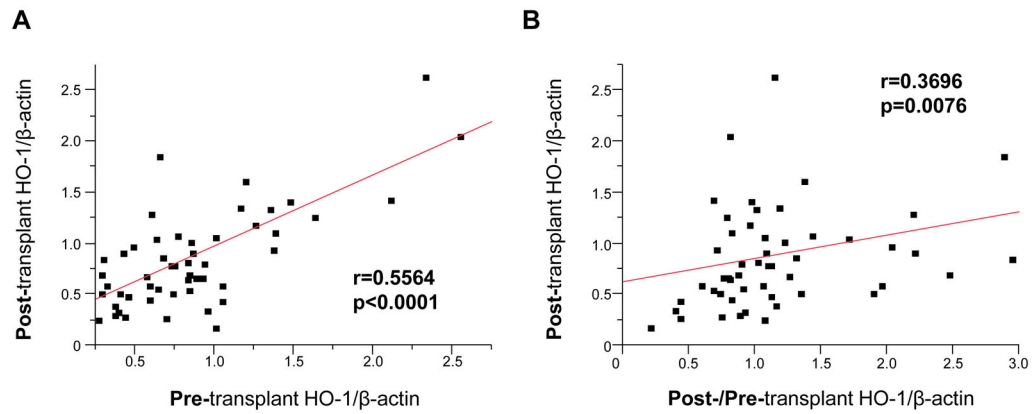 A
Post-transplant HO-1/β-actin
2.5
2.0
1.5
1.0
0.5
0
0.5
1.0
1.5
2.0
2.5
r=0.5564
p<0.0001
Pre-transplant HO-1/β-actin
B
Post-transplant HO-1/β-actin
2.5
2.0
1.5
1.0
0.5
0
0
0.5
1.0
1.5
2.0
2.5
3.0
r=0.3696
p=0.0076
Post-/Pre-transplant HO-1/β-actin